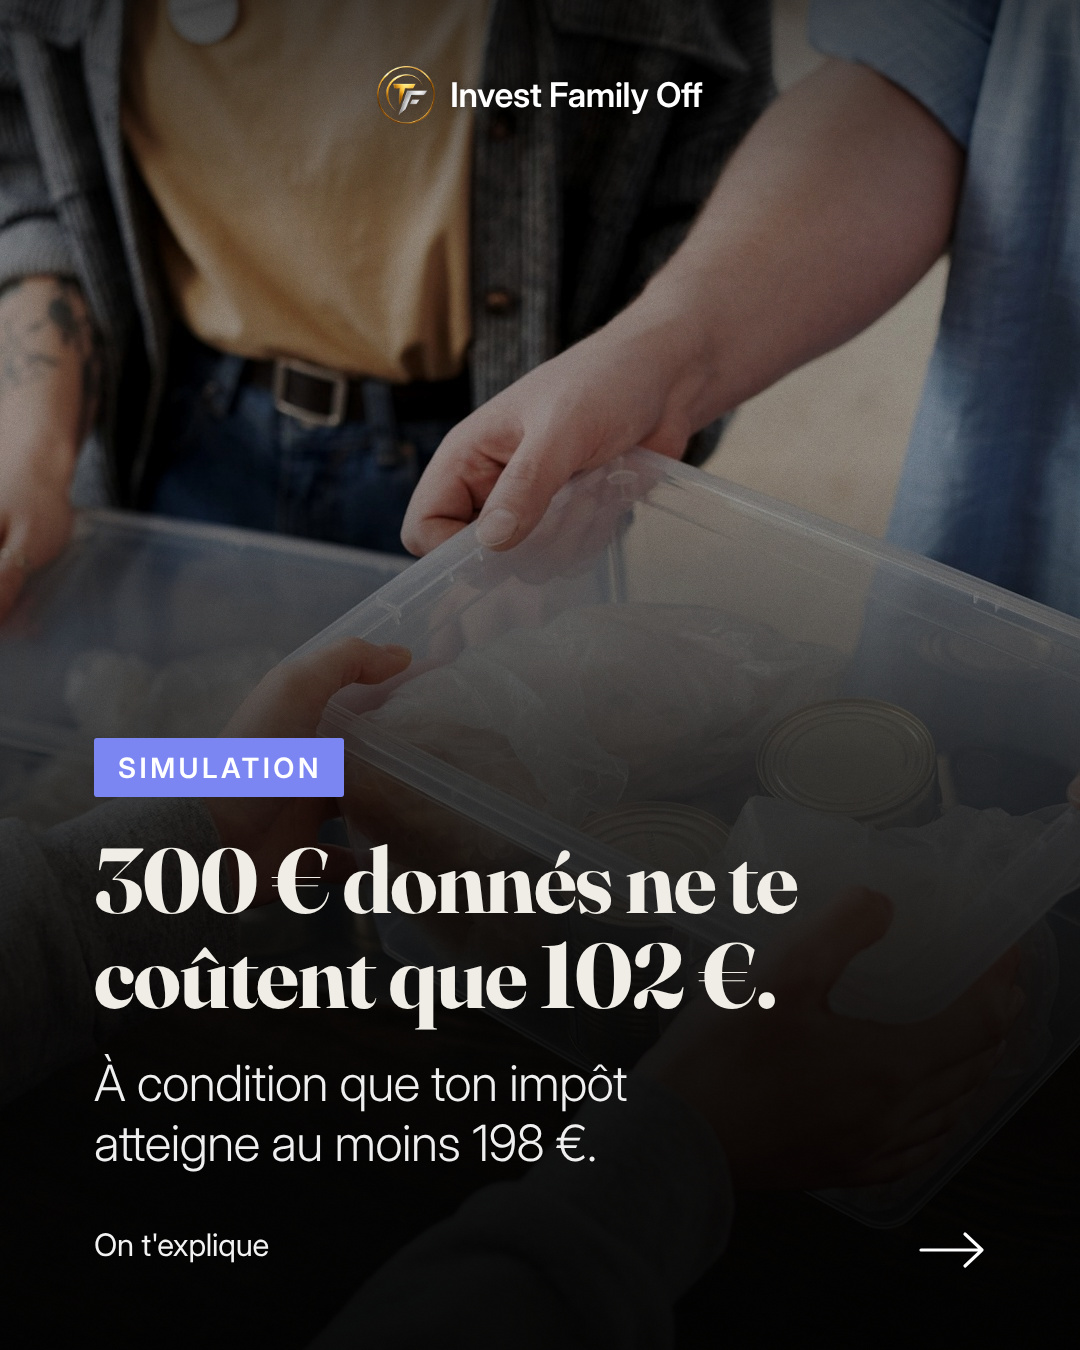 Invest Family Off
SIMULATION
300 € donnés ne te
coûtent que 102 €.
À condition que ton impôt
atteigne au moins 198 €.
On t'explique